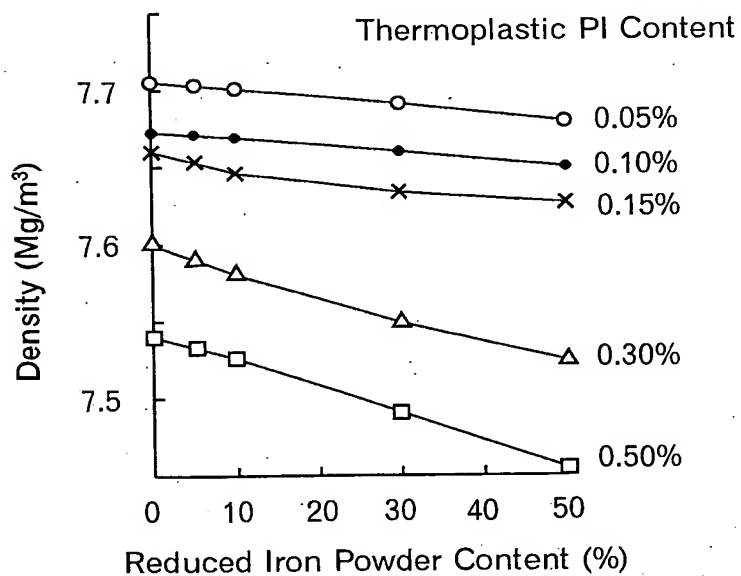 Thermoplastic PI Content
7.7
7.6
7.5
Density (Mg/m³)
0.05%
0.10%
0.15%
0.30%
0.50%
0 10 20 30 40 50
Reduced Iron Powder Content (%)